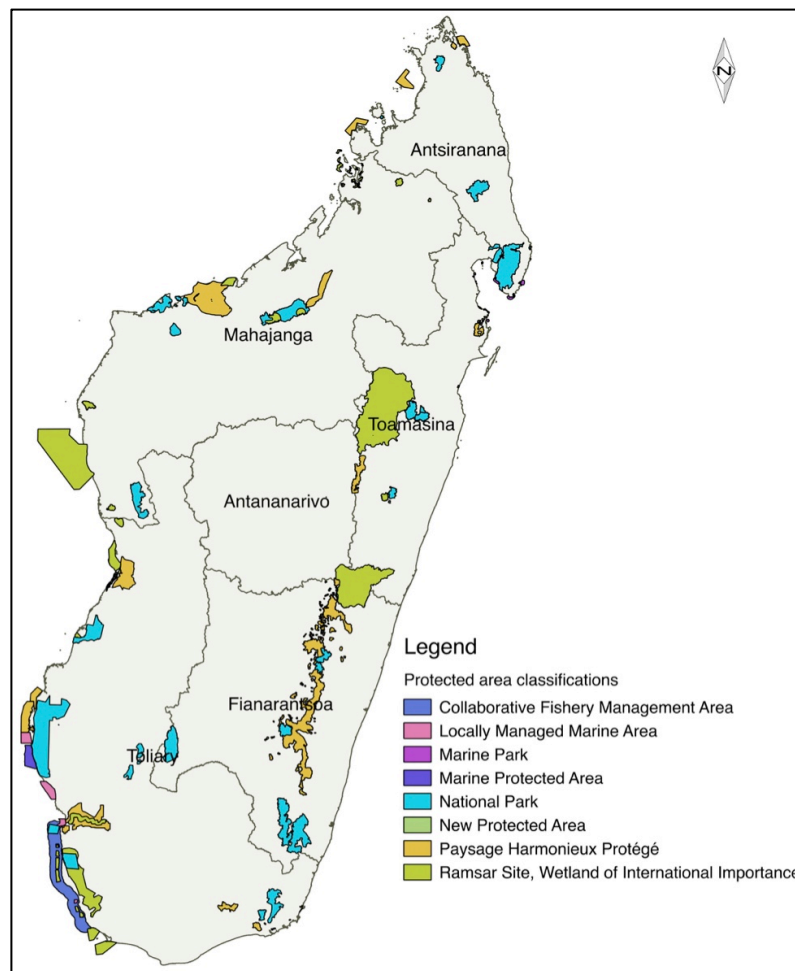 N
Antsiranana
Mahajanga
Toamasina
Antananarivo
Fianarantsoa
Toliary
Legend
Protected area classifications
Collaborative Fishery Management Area
Locally Managed Marine Area
Marine Park
Marine Protected Area
National Park
New Protected Area
Paysage Harmonieux Protégé
Ramsar Site, Wetland of International Importance